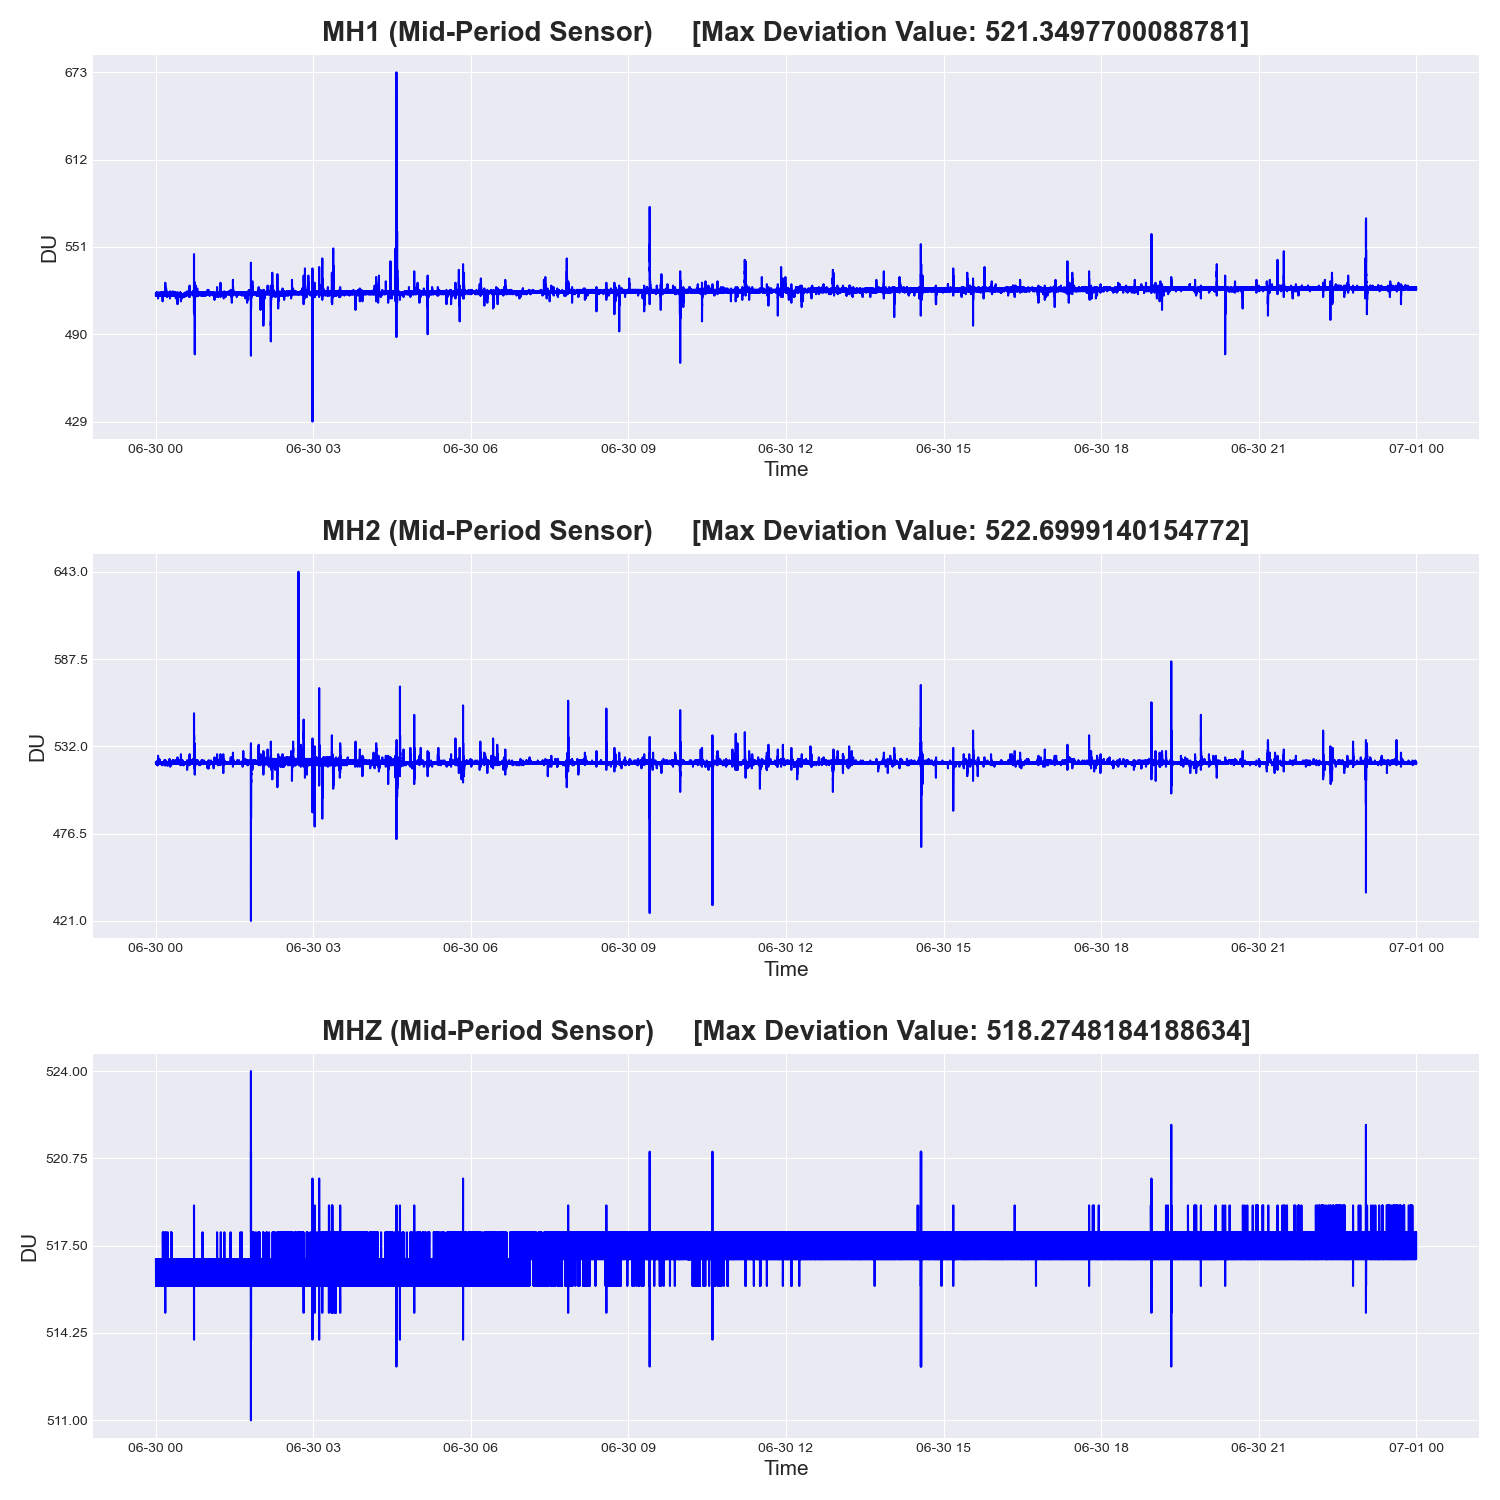 MH1 (Mid-Period Sensor) [Max Deviation Value: 521.3497700088781]
673
612
551
490
429
DU
06-30 00 06-30 03 06-30 06 06-30 09 06-30 12 06-30 15 06-30 18 06-30 21 07-01 00
Time
MH2 (Mid-Period Sensor) [Max Deviation Value: 522.6999140154772]
643.0
587.5
532.0
476.5
421.0
DU
06-30 00 06-30 03 06-30 06 06-30 09 06-30 12 06-30 15 06-30 18 06-30 21 07-01 00
Time
MHZ (Mid-Period Sensor) [Max Deviation Value: 518.2748184188634]
524.00
520.75
517.50
514.25
511.00
DU
06-30 00 06-30 03 06-30 06 06-30 09 06-30 12 06-30 15 06-30 18 06-30 21 07-01 00
Time